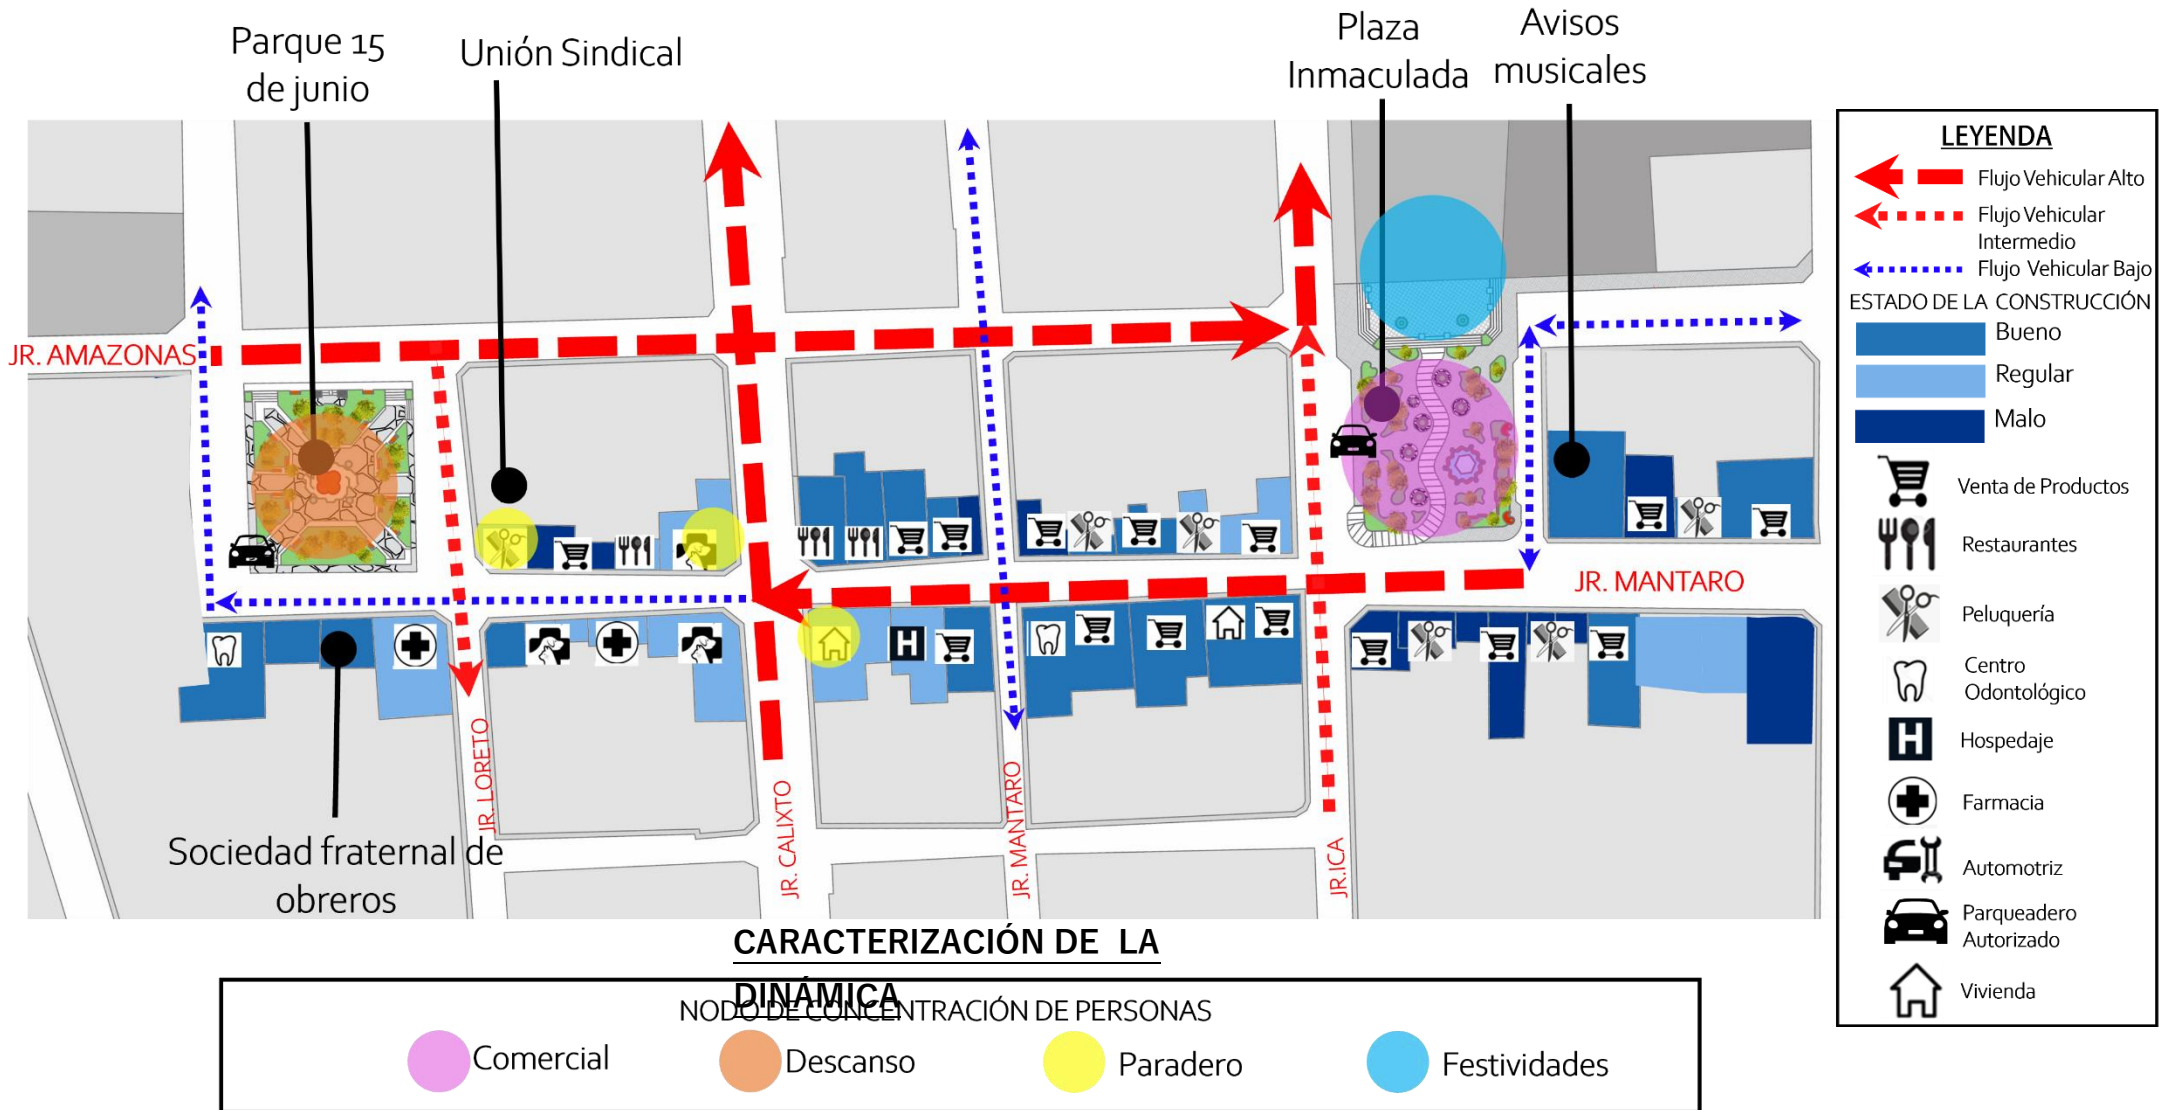 Parque 15
de junio
Unión Sindical
Plaza
Inmaculada
Avisos
musicales
JR. AMAZONAS
JR. MANTARO
JR. LORETO
JR. CALIXTO
JR. MANTARO
JR.ICA
Sociedad fraternal de
obreros
LEYENDA
Flujo Vehicular Alto
Flujo Vehicular
Intermedio
Flujo Vehicular Bajo
ESTADO DE LA CONSTRUCCIÓN
Bueno
Regular
Malo
Venta de Productos
Restaurantes
Peluquería
Centro
Odontológico
H
Hospedaje
Farmacia
Automotriz
Parqueadero
Autorizado
Vivienda
H
CARACTERIZACIÓN DE LA
DINÁMICA
NODO DE CONCENTRACIÓN DE PERSONAS
Comercial
Descanso
Paradero
Festividades